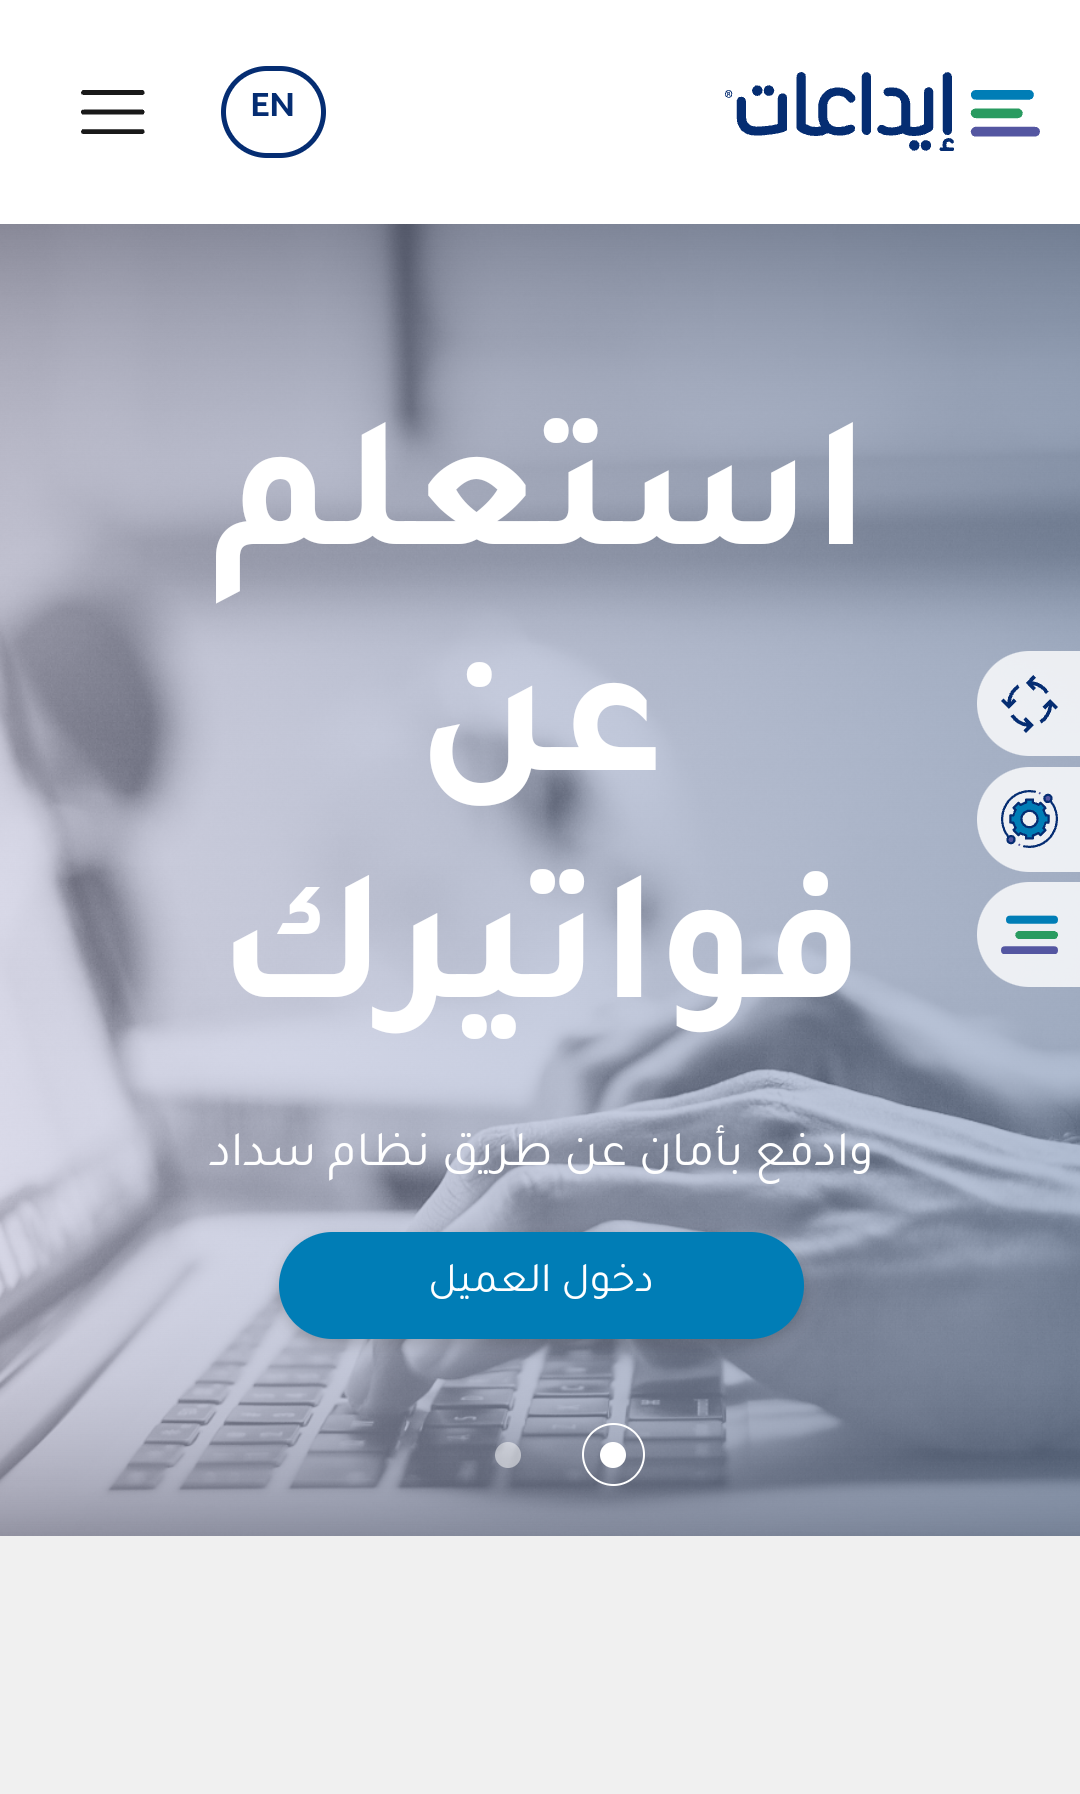 إيداعات®
EN
استعلم
عن
فواتيرك
وادفع بأمان عن طريق نظام سداد
دخول العميل